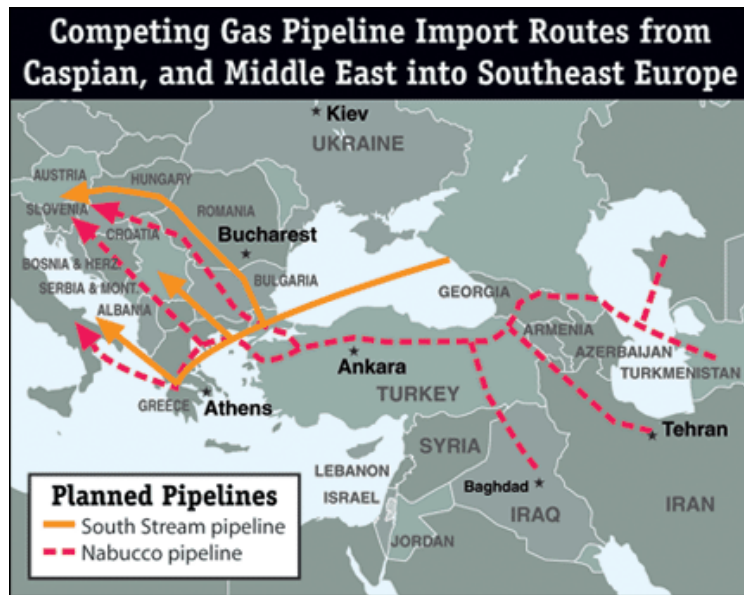 Competing Gas Pipeline Import Routes from
Caspian, and Middle East into Southeast Europe
Kiev
UKRAINE
AUSTRIA
HUNGARY
SLOVENIA
ROMANIA
CROATIA
Bucharest
BOSNIA & HERZ.
SERBIA & MONT.
BULGARIA
ALBANIA
GEORGIA
ARMENIA
AZERBAIJAN
TURKMENISTAN
Ankara
TURKEY
GREECE
Athens
Tehran
SYRIA
LEBANON
ISRAEL
Baghdad
IRAQ
IRAN
JORDAN
Planned Pipelines
South Stream pipeline
Nabucco pipeline